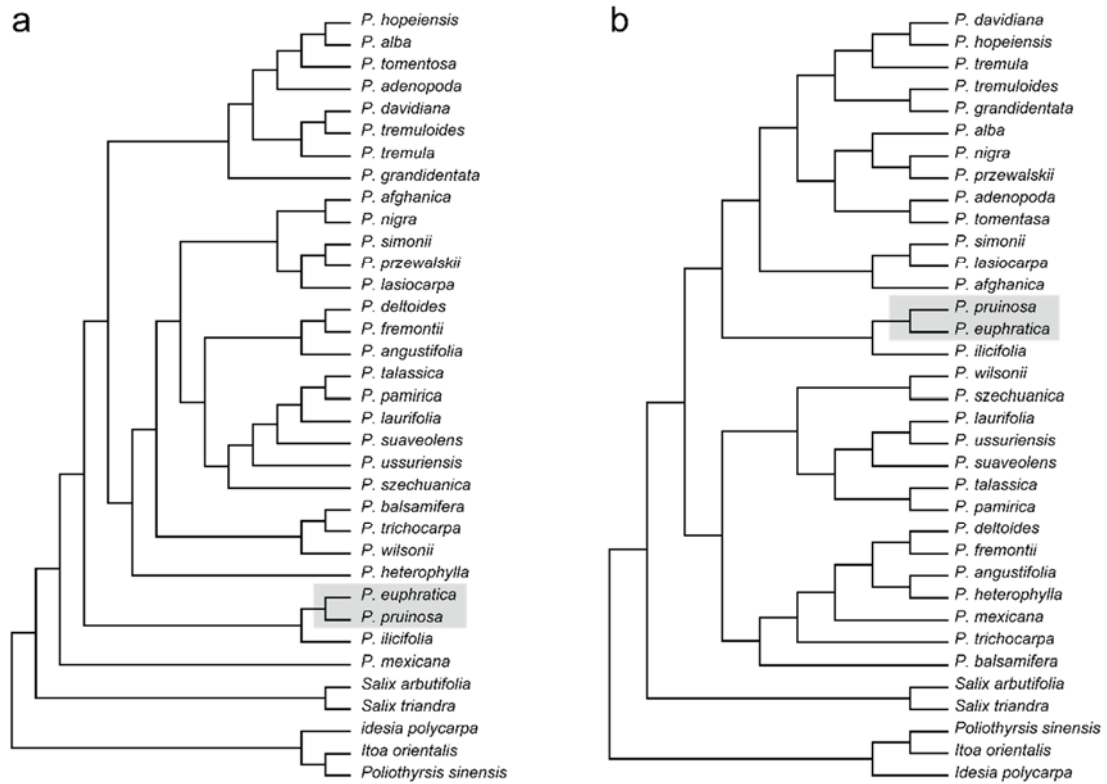 a
P. hopeiensis
P. alba
P. tomentosa
P. adenopoda
P. davidiana
P. tremuloides
P. tremula
P. grandidentata
P. afghanica
P. nigra
P. simonii
P. przewalskii
P. lasiocarpa
P. deltoides
P. fremontii
P. angustifolia
P. talassica
P. pamirica
P. laurifolia
P. suaveolens
P. ussuriensis
P. szechuanica
P. balsamifera
P. trichocarpa
P. wilsonii
P. heterophylla
P. euphratica
P. pruinosa
P. ilicifolia
P. mexicana
Salix arbutifolia
Salix triandra
idesia polycarpa
Itoa orientalis
Poliothyrsis sinensis
b
P. davidiana
P. hopeiensis
P. tremula
P. tremuloides
P. grandidentata
P. alba
P. nigra
P. przewalskii
P. adenopoda
P. tomentasa
P. simonii
P. lasiocarpa
P. afghanica
P. pruinosa
P. euphratica
P. ilicifolia
P. wilsonii
P. szechuanica
P. laurifolia
P. ussuriensis
P. suaveolens
P. talassica
P. pamirica
P. deltoides
P. fremontii
P. angustifolia
P. heterophylla
P. mexicana
P. trichocarpa
P. balsamifera
Salix arbutifolia
Salix triandra
Poliothyrsis sinensis
Itoa orientalis
Idesia polycarpa